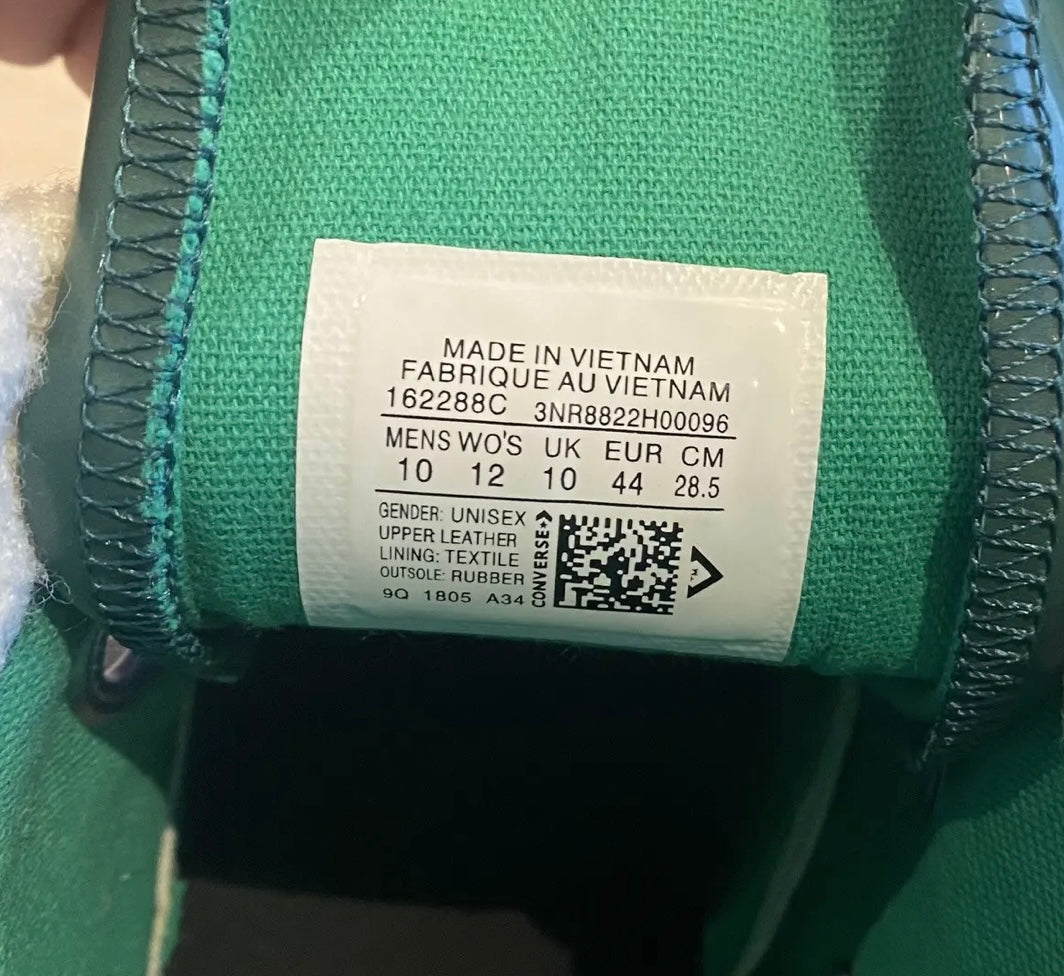 MADE IN VIETNAM
FABRIQUE AU VIETNAM
162288C 3NR8822H00096
MENS WO'S UK EUR CM
10 12 10 44 28.5
GENDER: UNISEX
UPPER LEATHER
LINING: TEXTILE
OUTSOLE: RUBBER
9Q 1805 A34
CONVERSE
TM